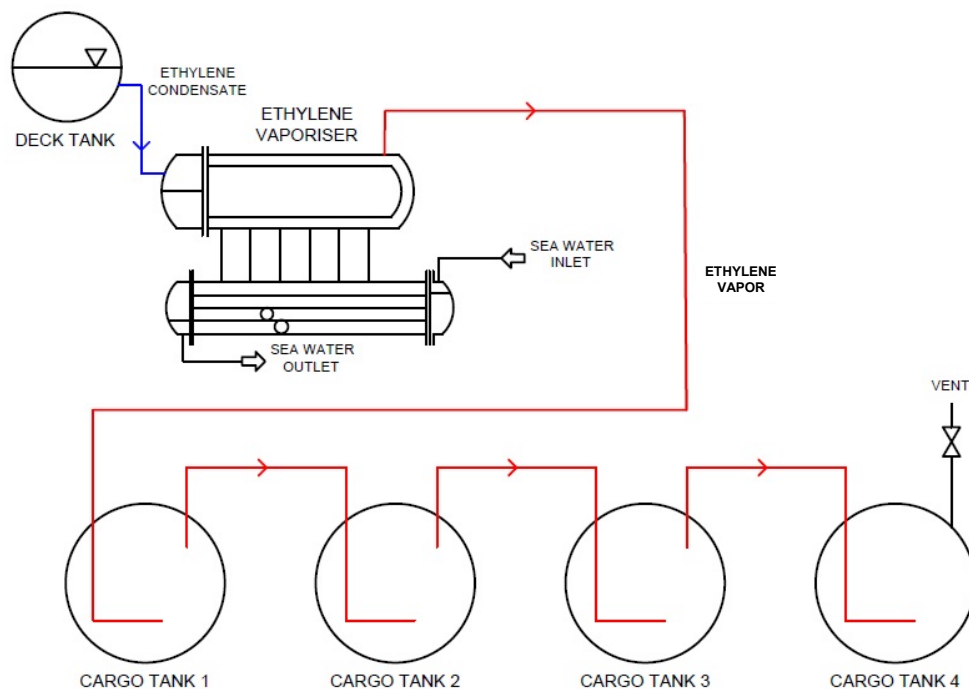 DECK TANK
ETHYLENE
CONDENSATE
ETHYLENE
VAPORISER
SEA WATER
INLET
ETHYLENE
VAPOR
SEA WATER
OUTLET
VENT
CARGO TANK 1
CARGO TANK 2
CARGO TANK 3
CARGO TANK 4